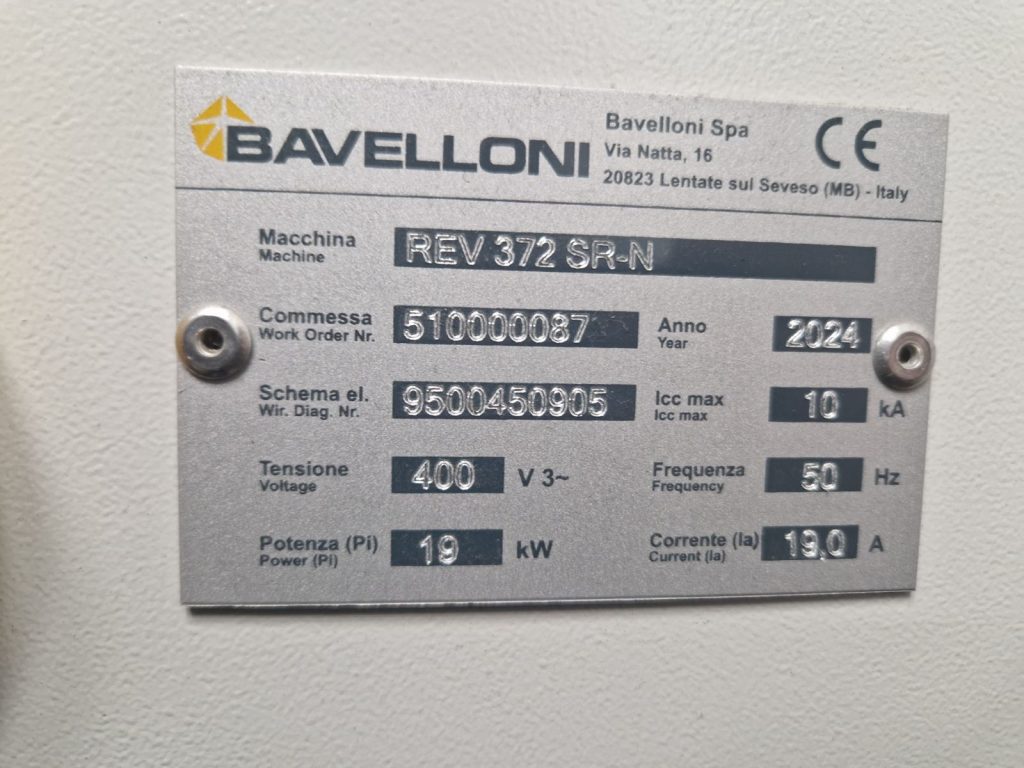 BAVELLONI
Bavelloni Spa
Via Natta, 16
20823 Lentate sul Seveso (MB) - Italy
CE
Macchina
Machine
REV 372 SR-N
Commessa
Work Order Nr.
510000087
Anno
Year
2024
Schema el.
Wir. Diag. Nr.
9500450905
Icc max
Icc max
10 kA
Tensione
Voltage
400 V 3~
Frequenza
Frequency
50 Hz
Potenza (Pi)
Power (Pi)
19 kW
Corrente (Ia)
Current (Ia)
19,0 A